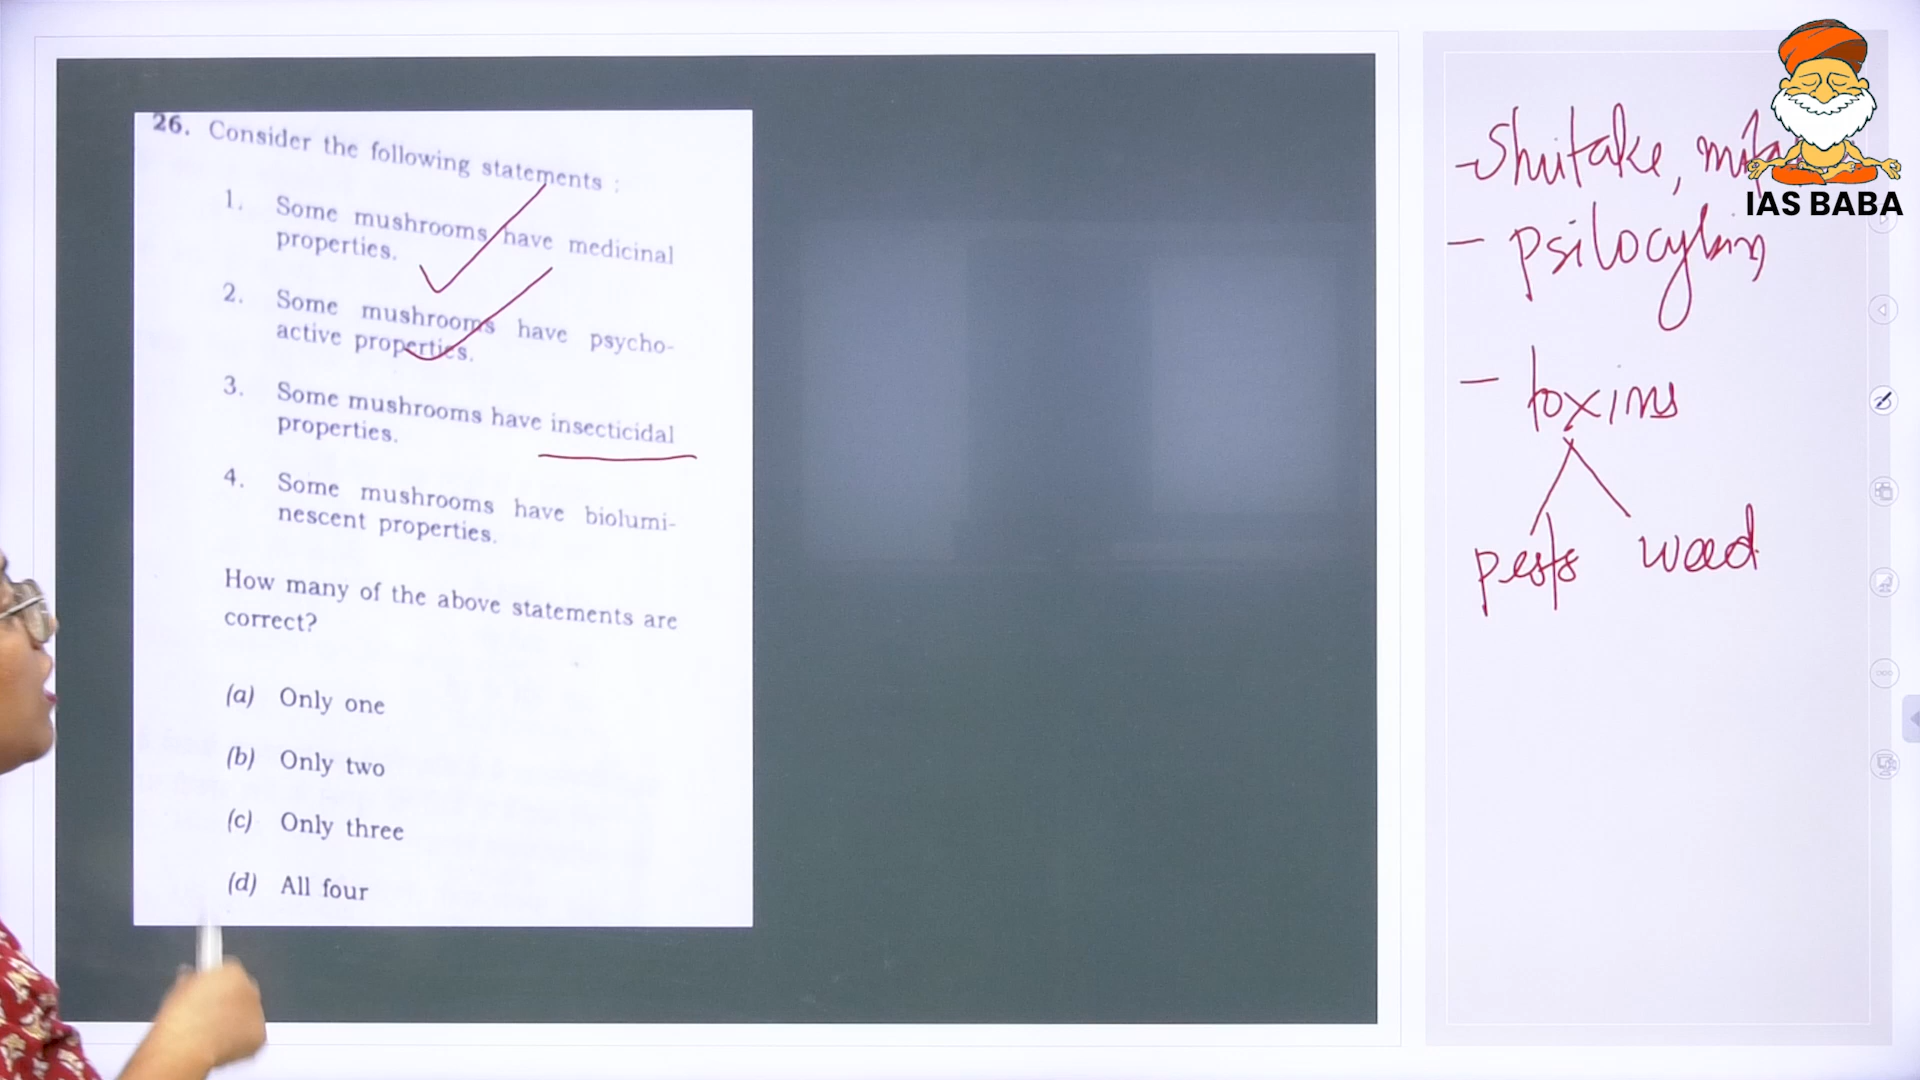 26. Consider the following statements :
1. Some mushrooms have medicinal
properties.
2. Some mushrooms have psycho-
active properties.
3. Some mushrooms have insecticidal
properties.
4. Some mushrooms have biolumi-
nescent properties.
How many of the above statements are
correct?
(a) Only one
(b) Only two
(c) Only three
(d) All four
IAS BABA
- Shiitake,
- psilocybin
- toxins
pests weed